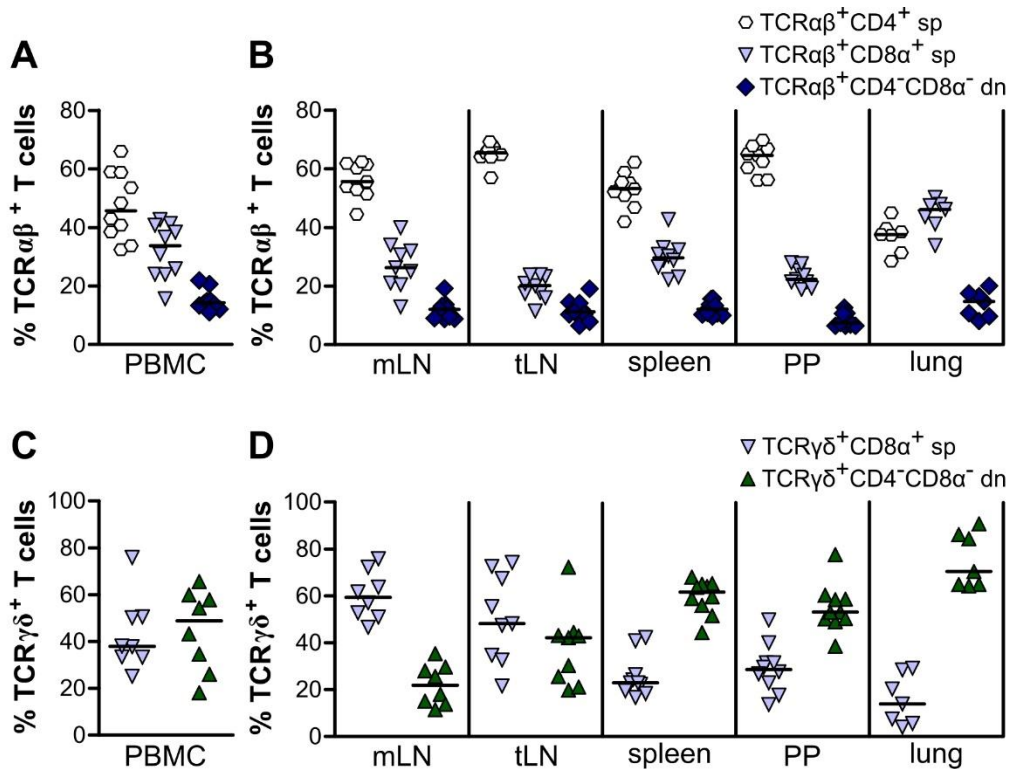 A
B
TCRαβ⁺CD4⁺ sp
TCRαβ⁺CD8α⁺ sp
TCRαβ⁺CD4⁻CD8α⁻ dn
% TCRαβ⁺ T cells
80
60
40
20
0
PBMC
% TCRαβ⁺ T cells
80
60
40
20
0
mLN
tLN
spleen
PP
lung
C
D
TCRγδ⁺CD8α⁺ sp
TCRγδ⁺CD4⁻CD8α⁻ dn
% TCRγδ⁺ T cells
100
80
60
40
20
0
PBMC
% TCRγδ⁺ T cells
100
80
60
40
20
0
mLN
tLN
spleen
PP
lung